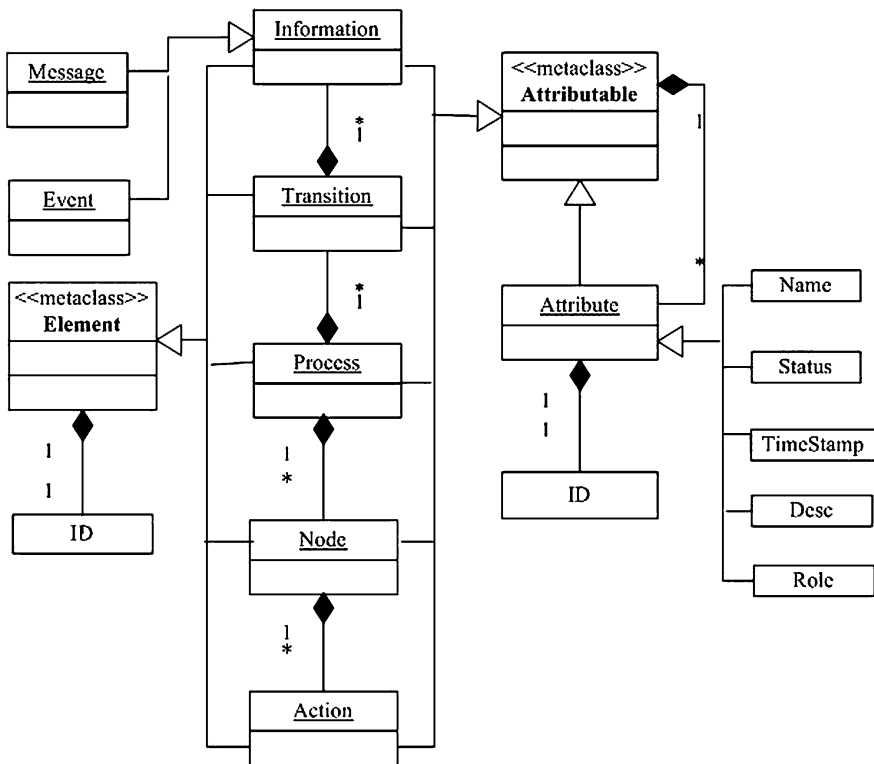 Information
Message
<<metaclass>>
Attributable
*
1
1
Transition
Event
*
1
*
<<metaclass>>
Element
Attribute
Name
Process
Status
1
1
1
*
1
1
TimeStamp
ID
ID
Node
Desc
Role
1
*
Action